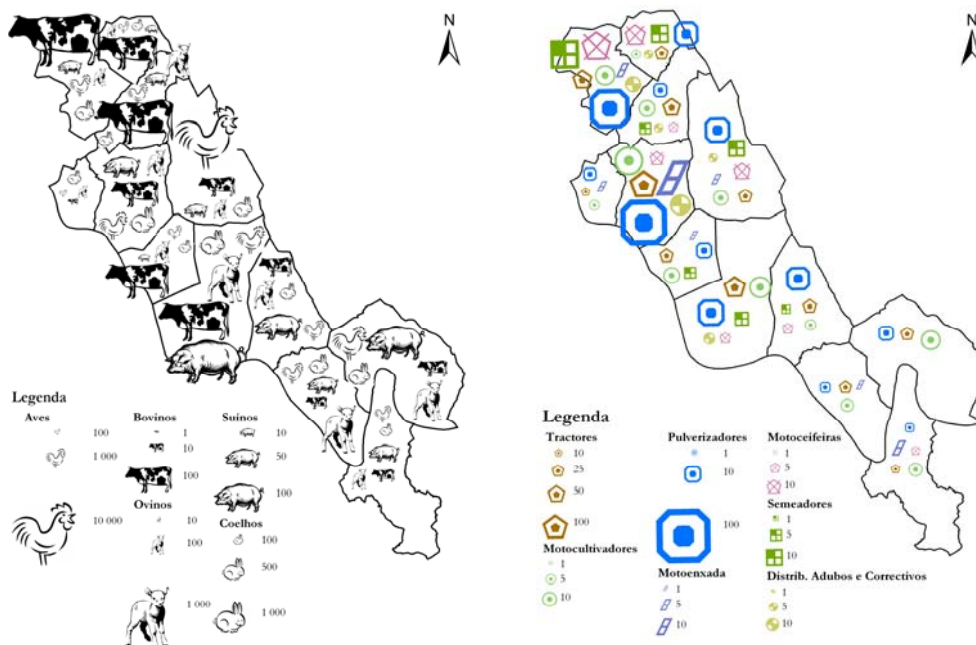 N
Legenda
Aves
100
1 000
10 000
Bovinos
1
10
100
Ovinos
10
100
1 000
Suínos
10
50
100
Coelhos
100
500
1 000
N
Legenda
Tractores
10
25
50
100
Motocultivadores
1
5
10
Pulverizadores
1
10
100
Motoenxada
1
5
10
Motoceifeiras
1
5
10
Semeadores
1
5
10
Distrib. Adubos e Correctivos
1
5
10